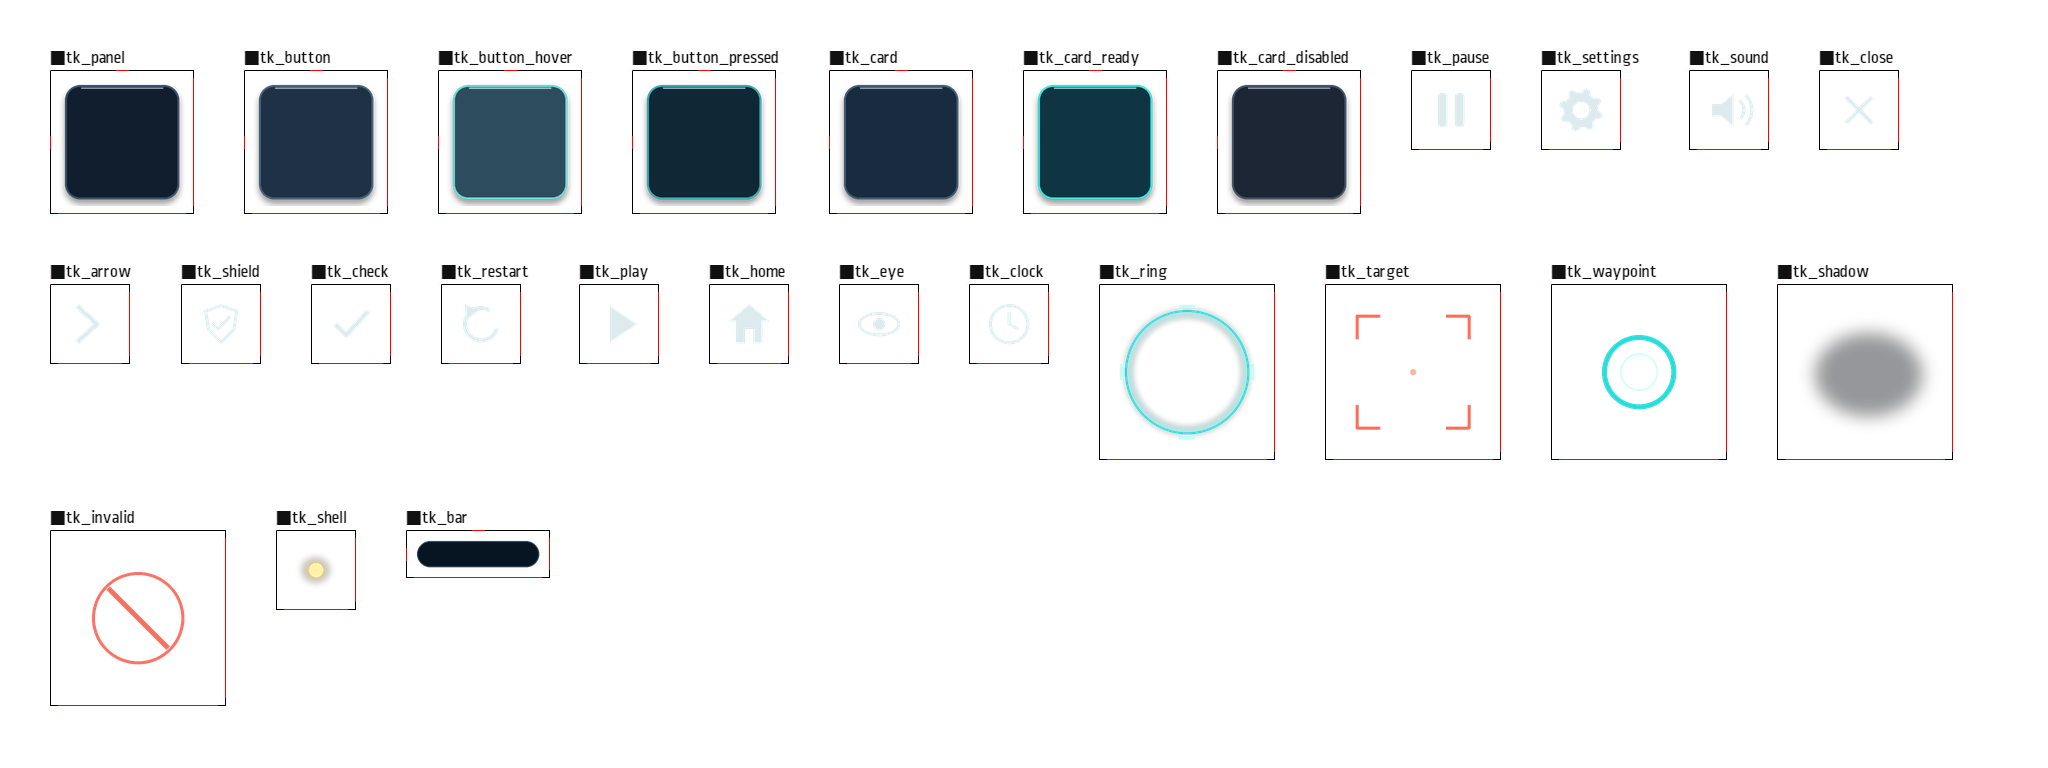 tk_panel
tk_button
tk_button_hover
tk_button_pressed
tk_card
tk_card_ready
tk_card_disabled
tk_pause
tk_settings
tk_sound
tk_close
tk_arrow
tk_shield
tk_check
tk_restart
tk_play
tk_home
tk_eye
tk_clock
tk_ring
tk_target
tk_waypoint
tk_shadow
tk_invalid
tk_shell
tk_bar